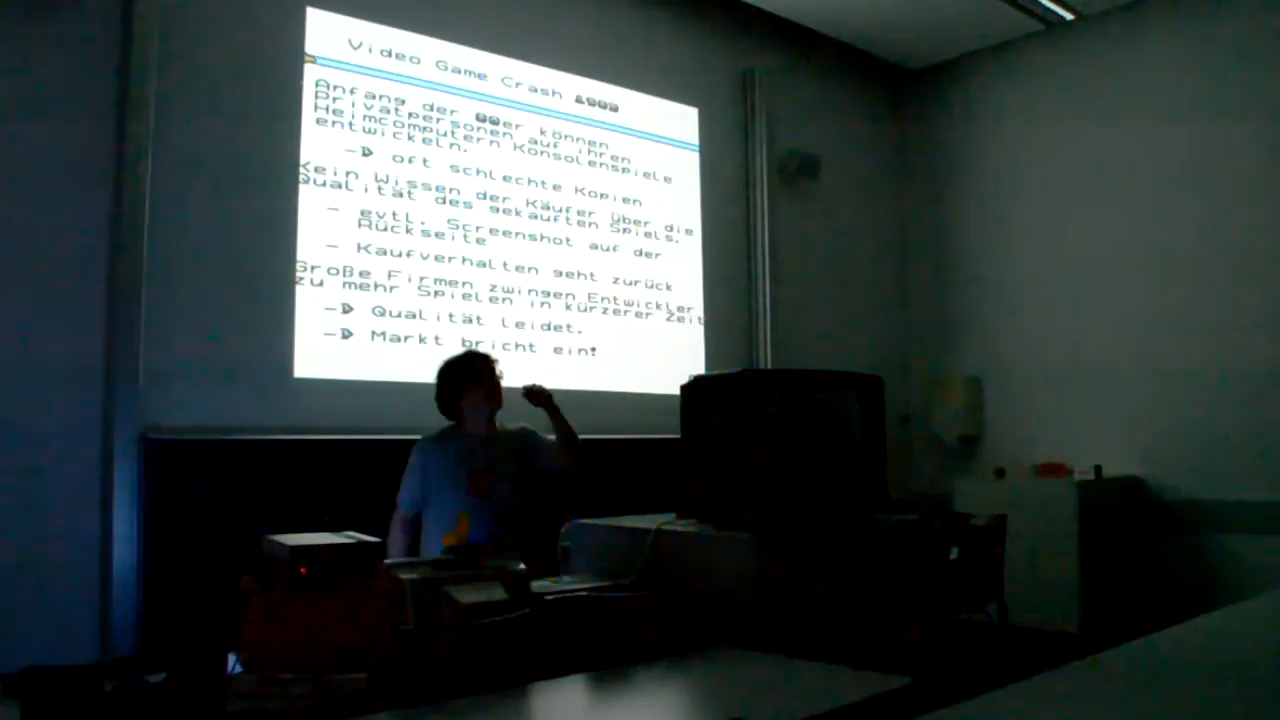 Video Game Crash 1983
Anfang der 80er können
Privatpersonen auf ihren
Heimcomputern Konsolenspiele
entwickeln.
-> oft schlechte Kopien
Kein Wissen der Käufer über die
Qualität des gekauften Spiels.
- evtl. Screenshot auf der
Rückseite
- Kaufverhalten geht zurück
Große Firmen zwingen Entwickler
zu mehr Spielen in kürzerer Zeit
-> Qualität leidet.
-> Markt bricht ein!